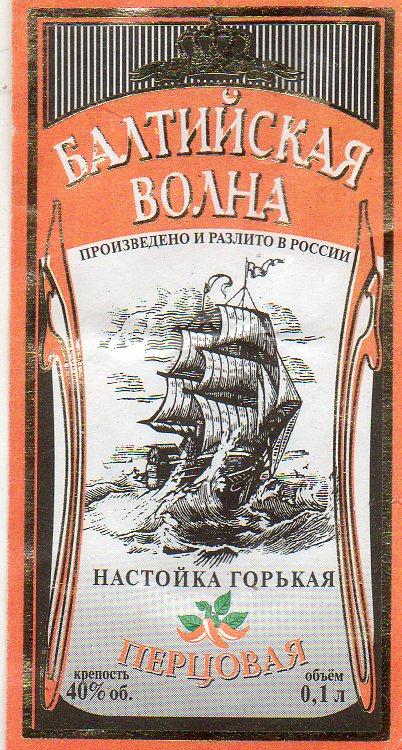 БАЛТИЙСКАЯ
ВОЛНА
ПРОИЗВЕДЕНО И РАЗЛИТО В РОССИИ
НАСТОЙКА ГОРЬКАЯ
ПЕРЦОВАЯ
крепость
40% об.
объём
0,1 л